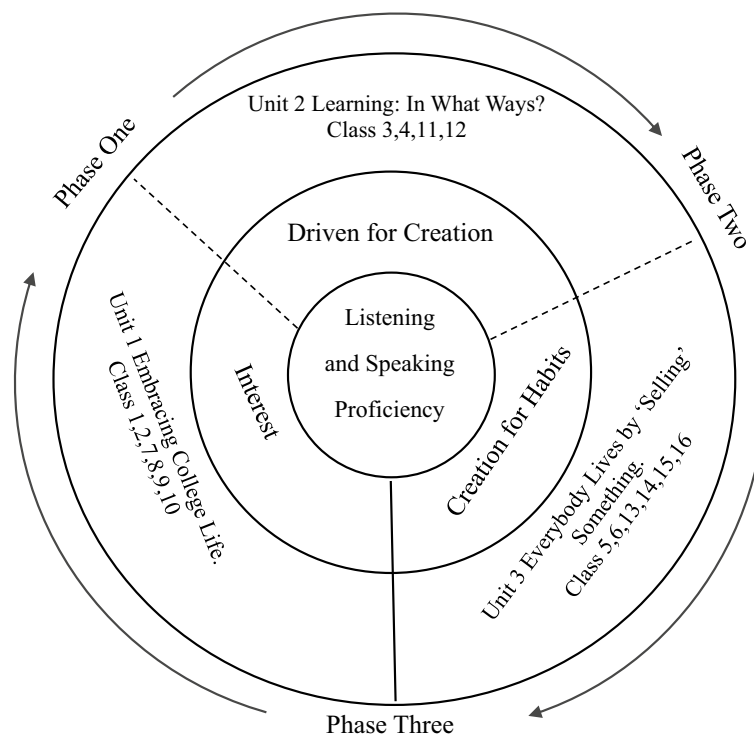 Phase One
Unit 2 Learning: In What Ways?
Class 3,4,11,12
Phase Two
Driven for Creation
Listening
and Speaking
Proficiency
Interest
Unit 1 Embracing College Life.
Class 1,2,7,8,9,10
Creation for Habits
Unit 3 Everybody Lives by ‘Selling’
Something.
Class 5,6,13,14,15,16
Phase Three